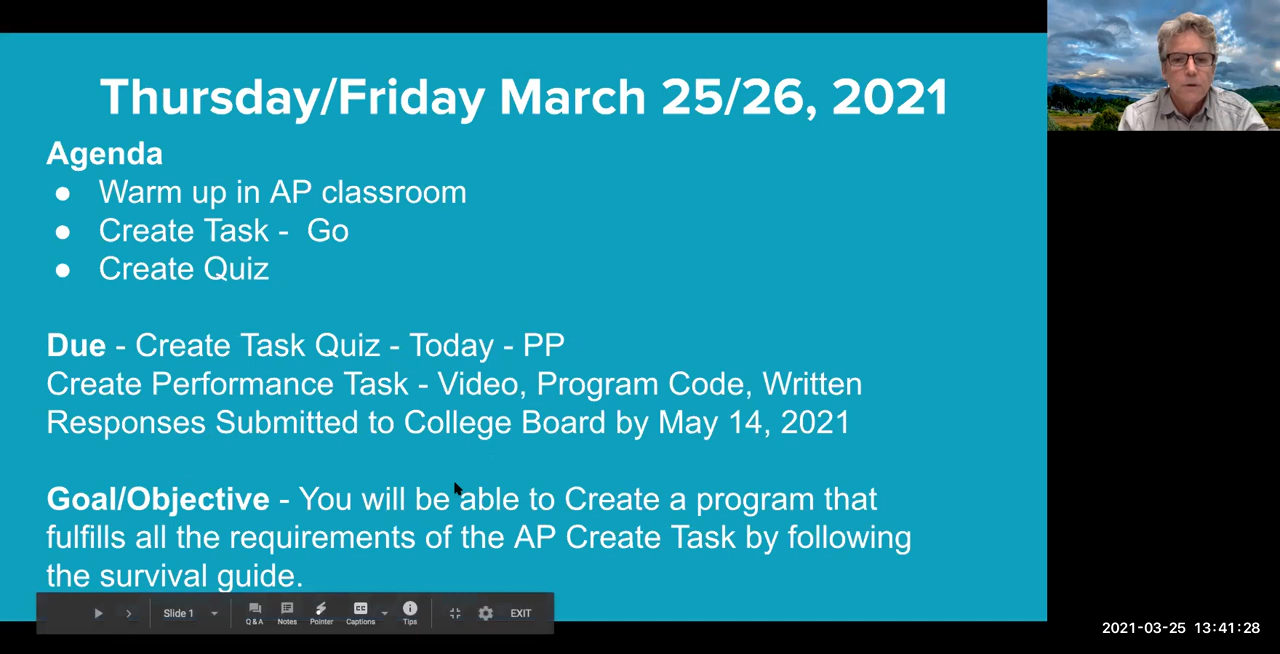 Thursday/Friday March 25/26, 2021
Agenda
● Warm up in AP classroom
● Create Task -  Go
● Create Quiz
Due - Create Task Quiz - Today - PP
Create Performance Task - Video, Program Code, Written
Responses Submitted to College Board by May 14, 2021
Goal/Objective - You will be able to Create a program that
fulfills all the requirements of the AP Create Task by following
the survival guide.
Slide 1 Q & A Notes Pointer CC Captions Tips EXIT
2021-03-25 13:41:28